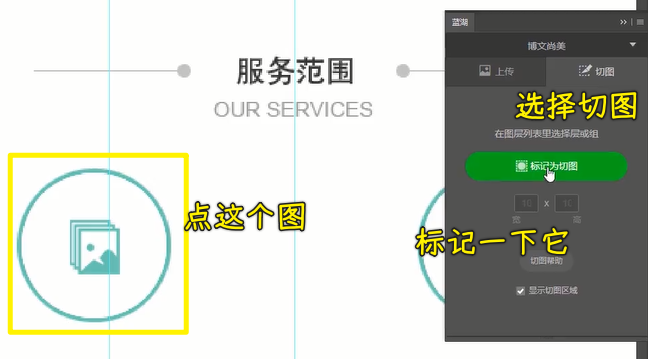 蓝湖
博文尚美
上传
切图
服务范围
选择切图
OUR SERVICES
在图层列表里选择层或组
标记为切图
点这个图
16 x 16
宽 高
标记一下它
切图帮助
显示切图区域